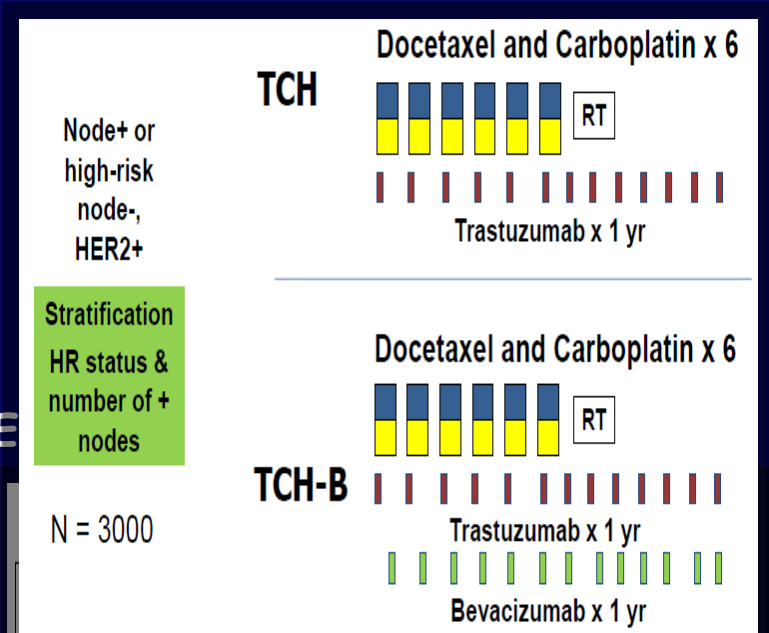 Docetaxel and Carboplatin x 6
TCH
RT
Node+ or
high-risk
node-,
HER2+
Trastuzumab x 1 yr
Stratification
HR status &
number of +
nodes
Docetaxel and Carboplatin x 6
RT
TCH-B
N = 3000
Trastuzumab x 1 yr
Bevacizumab x 1 yr